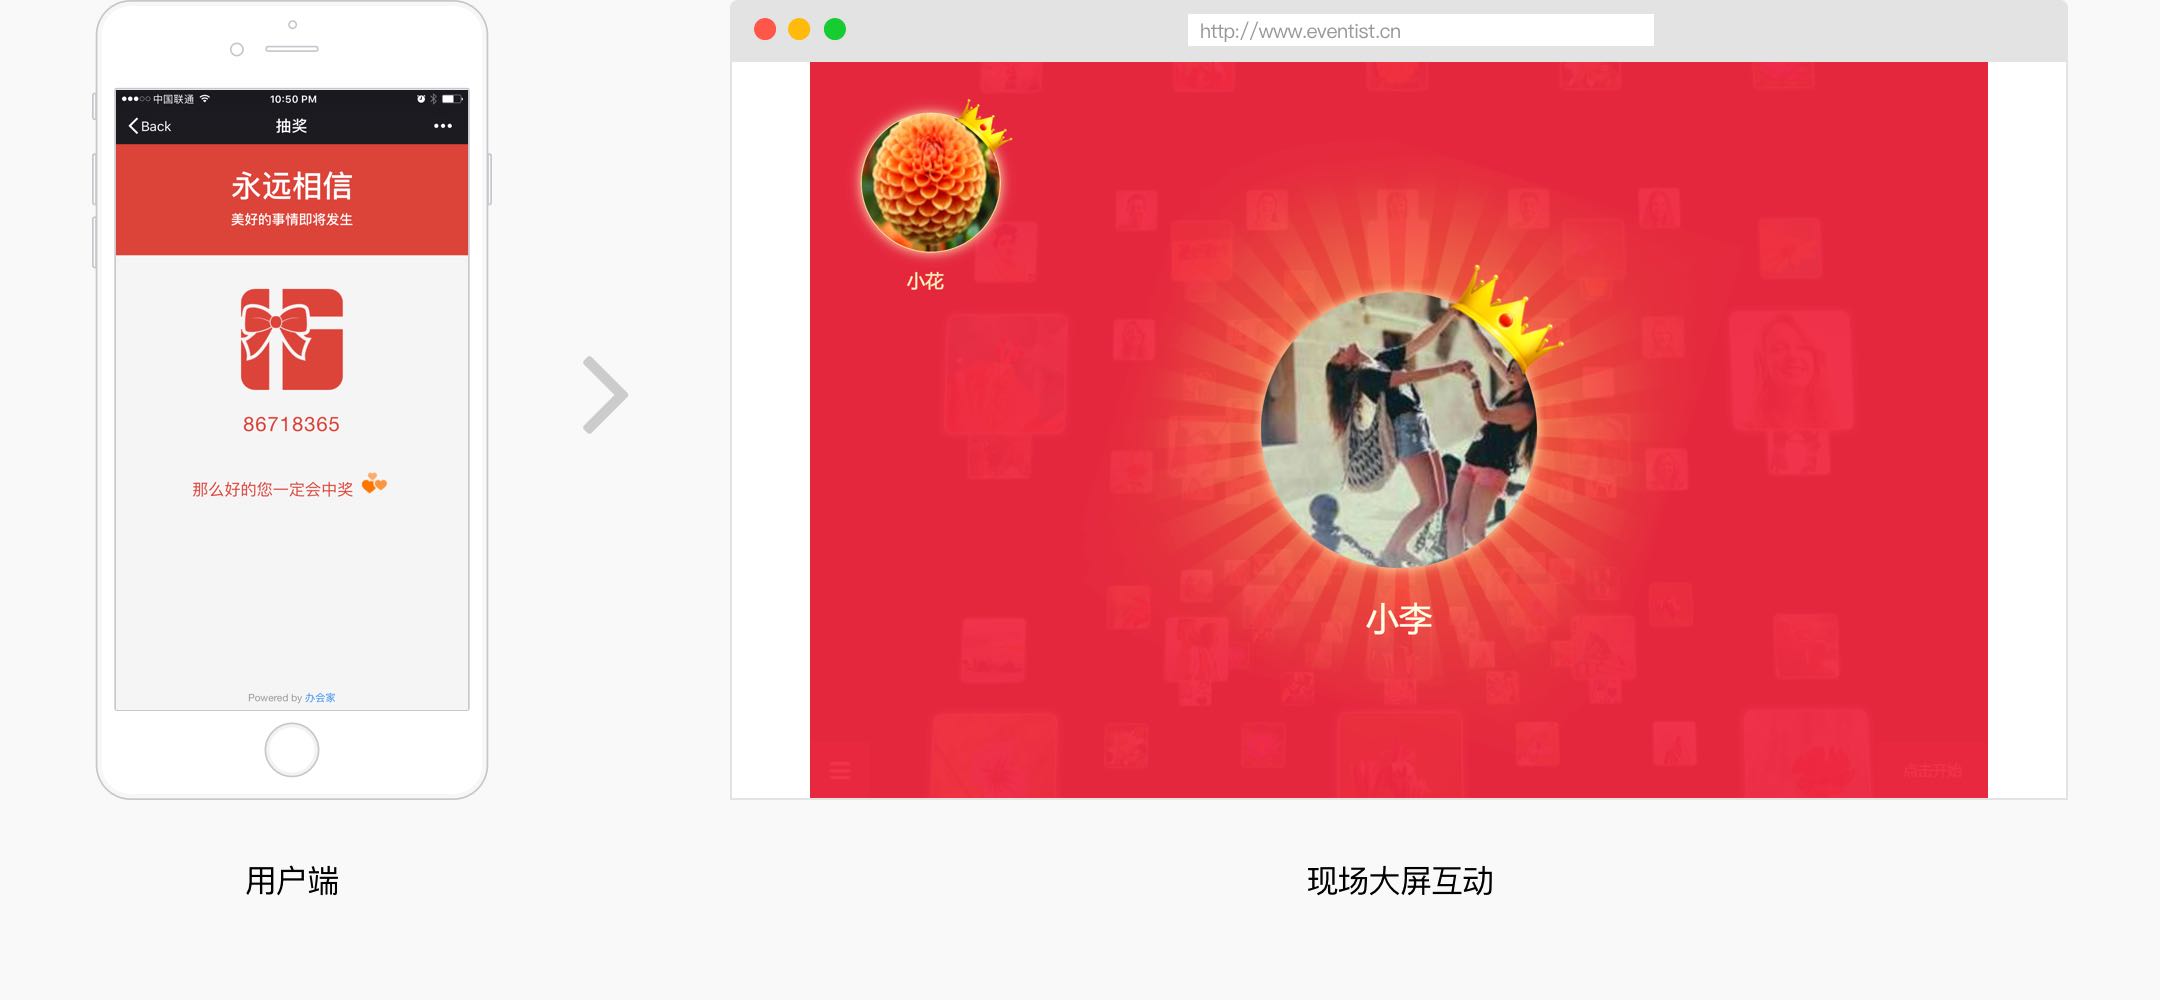 中国联通
10:50 PM
Back
抽奖
永远相信
美好的事情即将发生
86718365
那么好的您一定会中奖
Powered by 办会家
用户端
http://www.eventist.cn
小花
小李
点击开始
现场大屏互动